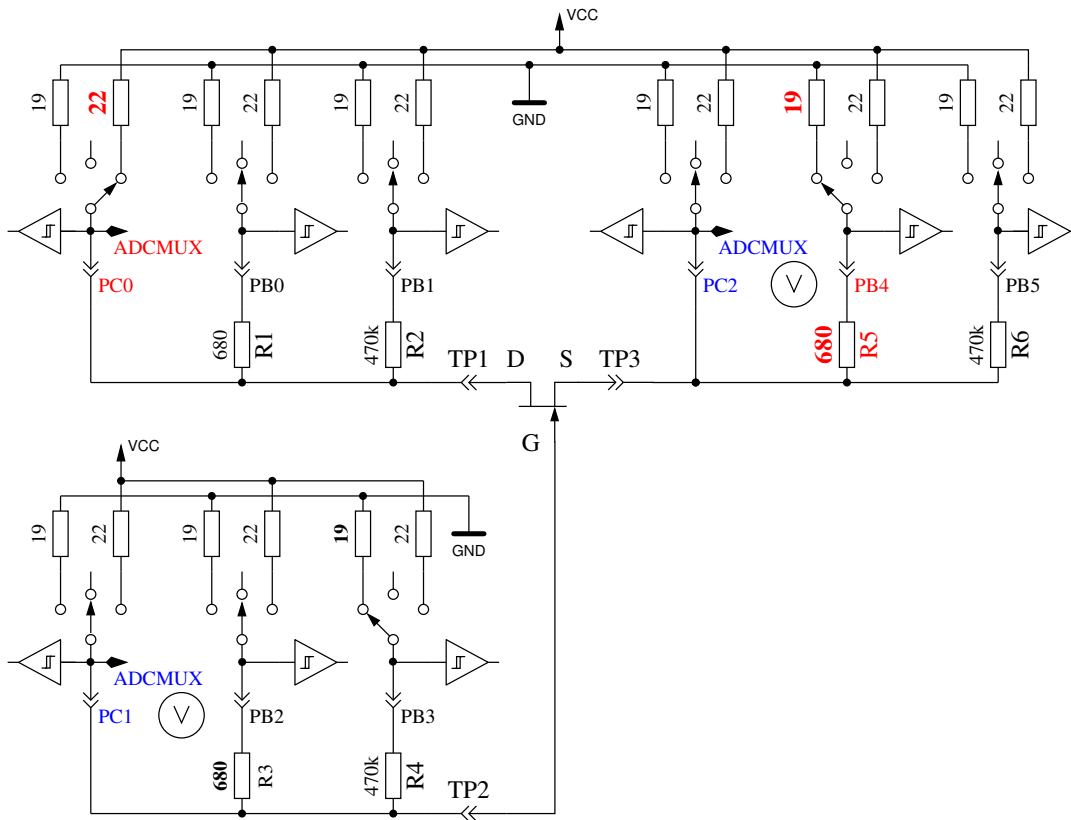 VCC
19
22
19
22
19
22
GND
19
22
19
22
19
22
ADCMUX
ADCMUX
PC0
PB0
PB1
PC2
V
PB4
PB5
680
R1
470k
R2
680
R5
470k
R6
TP1
D
S
TP3
G
VCC
19
22
19
22
19
22
GND
ADCMUX
PC1
V
PB2
PB3
680
R3
470k
R4
TP2